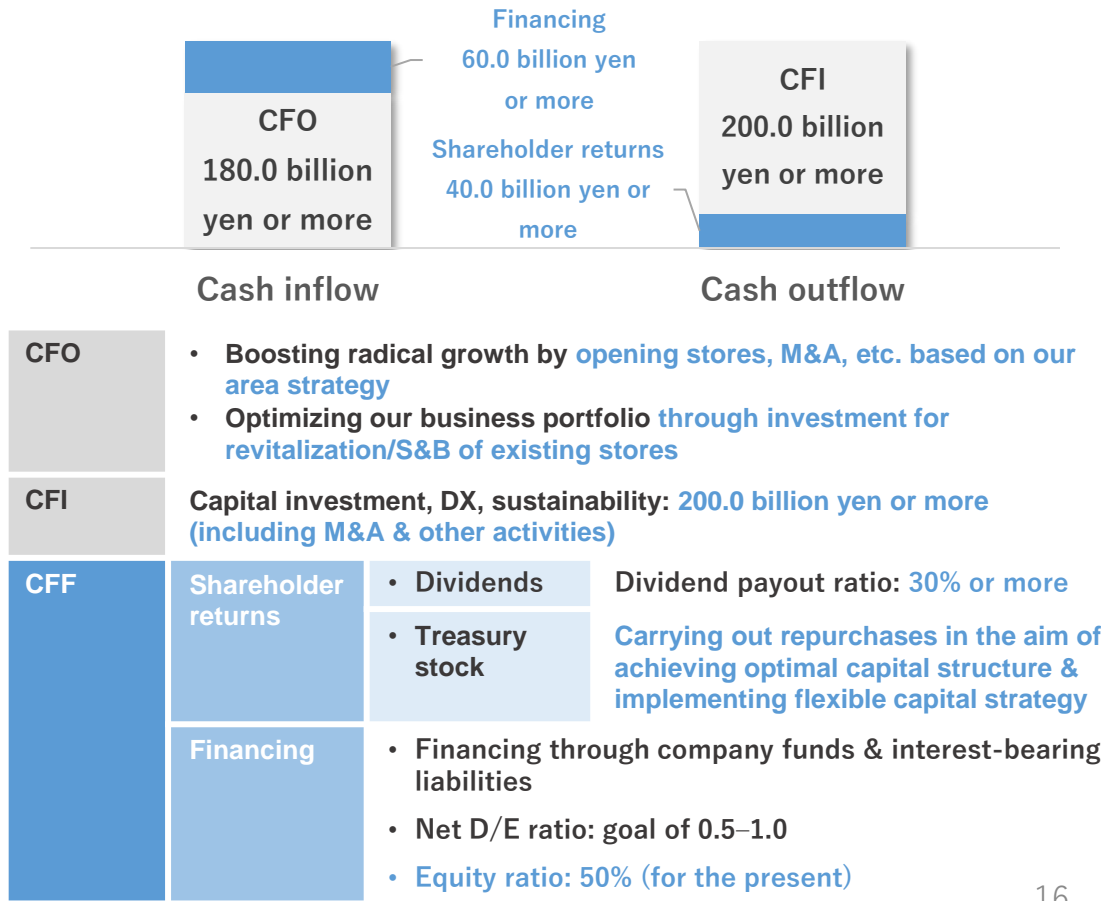 Financing
60.0 billion yen
or more
CFO
180.0 billion
yen or more
Shareholder returns
40.0 billion yen or
more
CFI
200.0 billion
yen or more
Cash inflow
Cash outflow
CFO
• Boosting radical growth by opening stores, M&A, etc. based on our
area strategy
• Optimizing our business portfolio through investment for
revitalization/S&B of existing stores
CFI
Capital investment, DX, sustainability: 200.0 billion yen or more
(including M&A & other activities)
CFF
Shareholder
returns
• Dividends
Dividend payout ratio: 30% or more
• Treasury
stock
Carrying out repurchases in the aim of
achieving optimal capital structure &
implementing flexible capital strategy
Financing
• Financing through company funds & interest-bearing
liabilities
• Net D/E ratio: goal of 0.5–1.0
• Equity ratio: 50% (for the present)
16